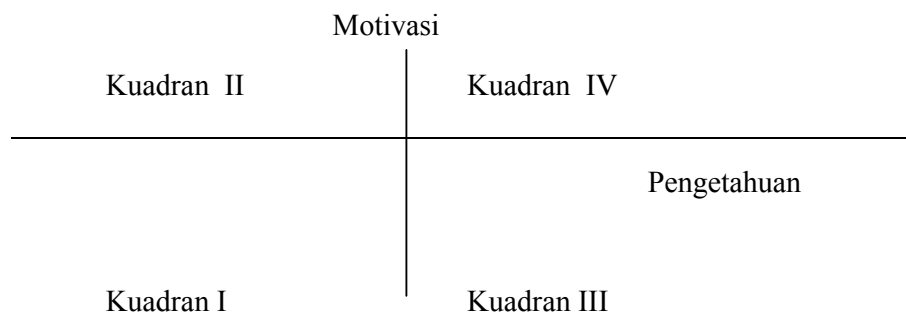 Motivasi
Kuadran II
Kuadran IV
Pengetahuan
Kuadran I
Kuadran III